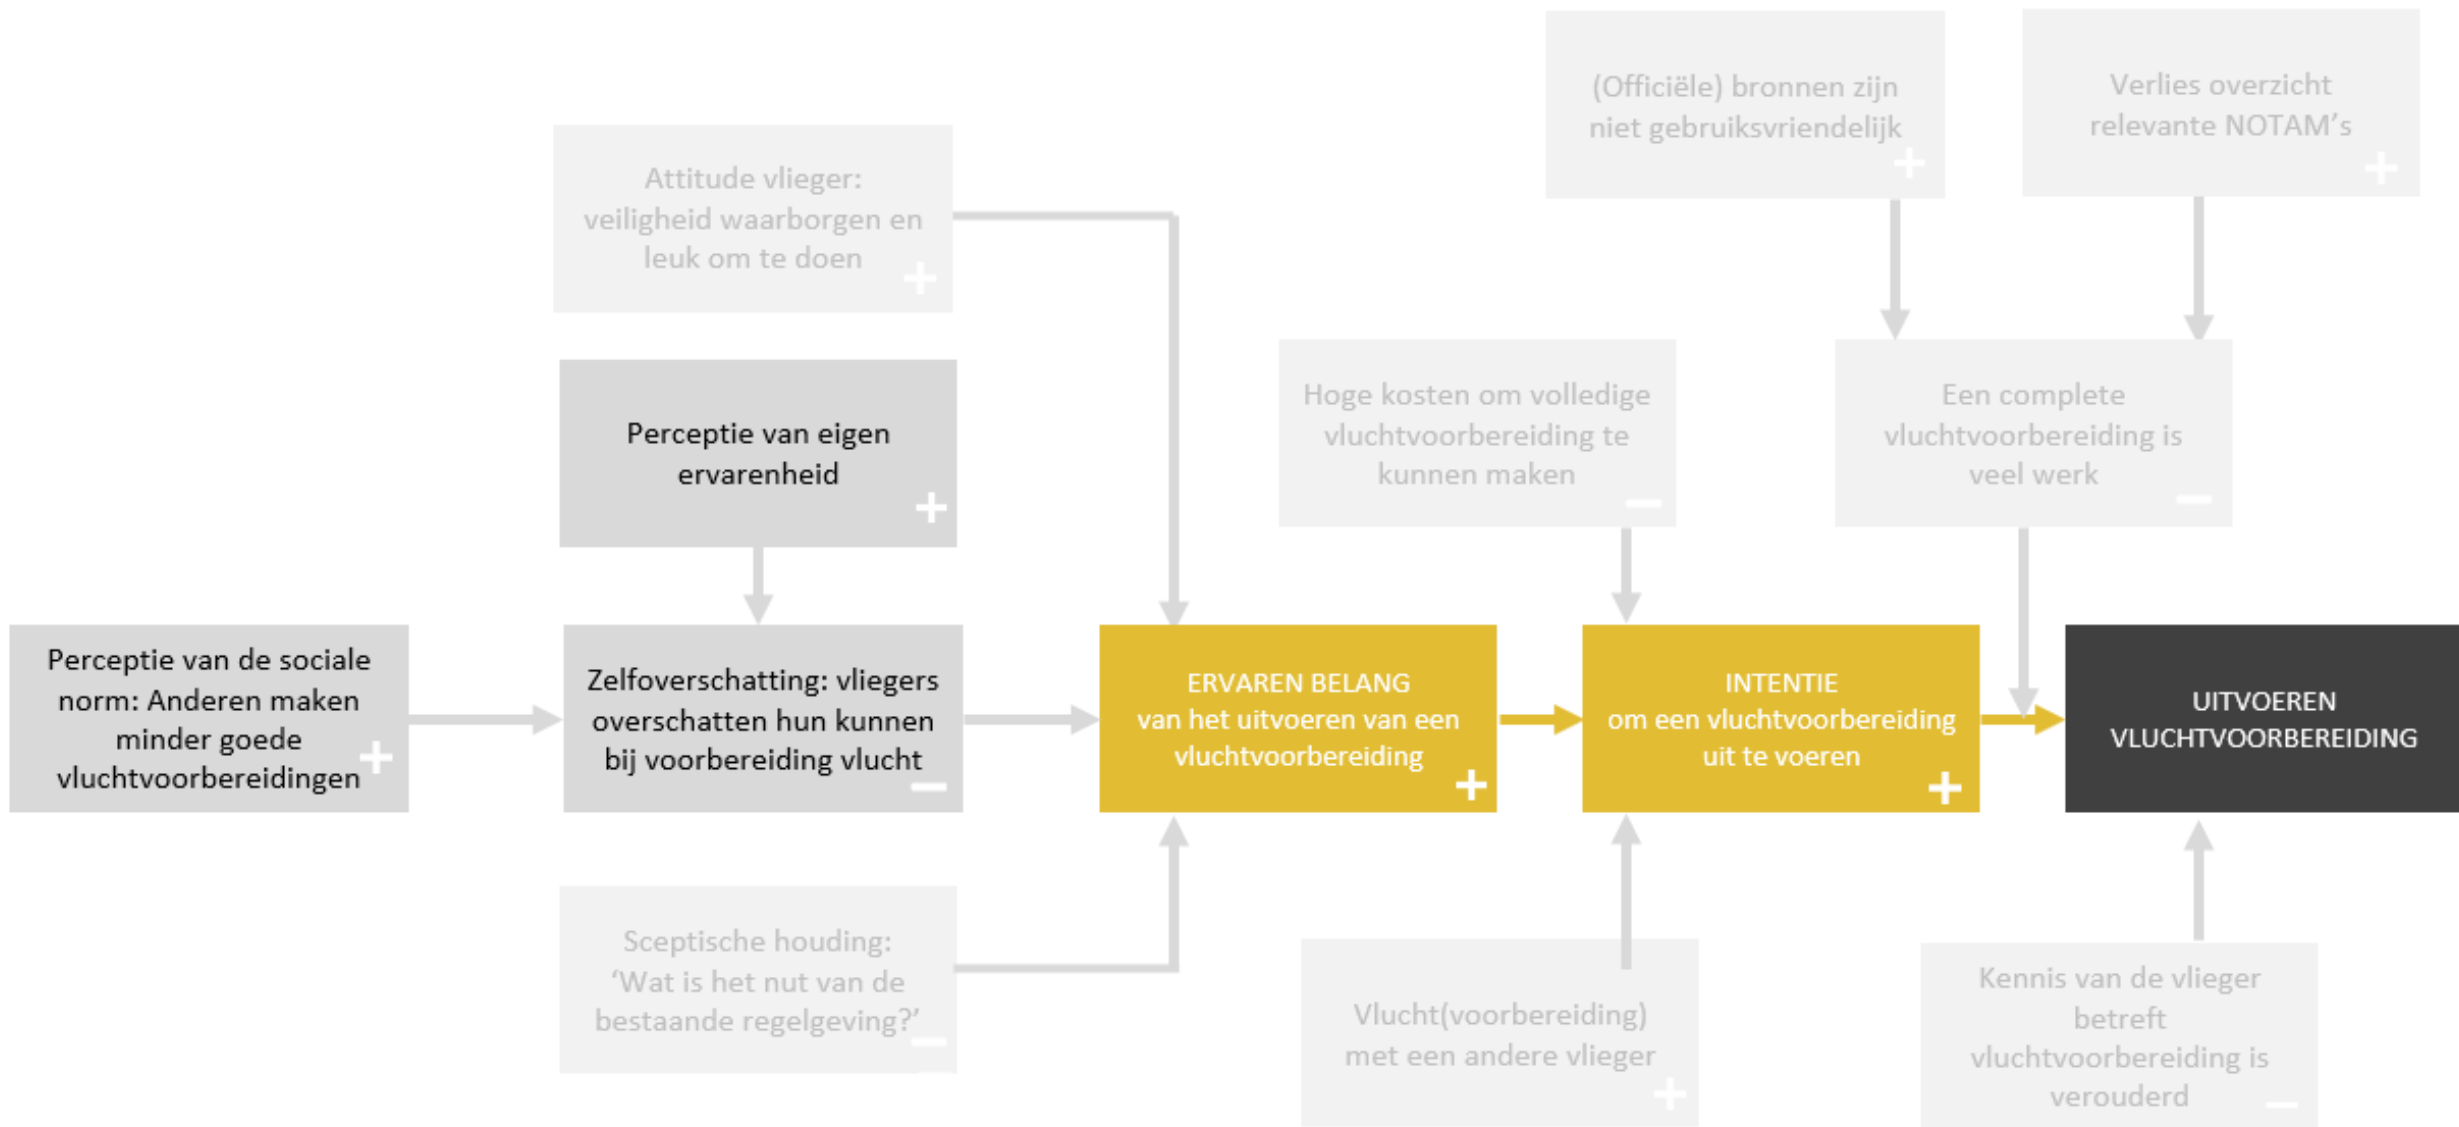 (Officiële) bronnen zijn
niet gebruiksvriendelijk
+
Verlies overzicht
relevante NOTAM's
+
Attitude vlieger:
veiligheid waarborgen en
leuk om te doen
+
Perceptie van eigen
ervarenheid
+
Hoge kosten om volledige
vluchtvoorbereiding te
kunnen maken
–
Een complete
vluchtvoorbereiding is
veel werk
–
Perceptie van de sociale
norm: Anderen maken
minder goede
vluchtvoorbereidingen
+
Zelfoverschatting: vliegers
overschatten hun kunnen
bij voorbereiding vlucht
–
ERVAREN BELANG
van het uitvoeren van een
vluchtvoorbereiding
+
INTENTIE
om een vluchtvoorbereiding
uit te voeren
+
UITVOEREN
VLUCHTVOORBEREIDING
Sceptische houding:
‘Wat is het nut van de
bestaande regelgeving?’
–
Vlucht(voorbereiding)
met een andere vlieger
+
Kennis van de vlieger
betreft
vluchtvoorbereiding is
verouderd
–